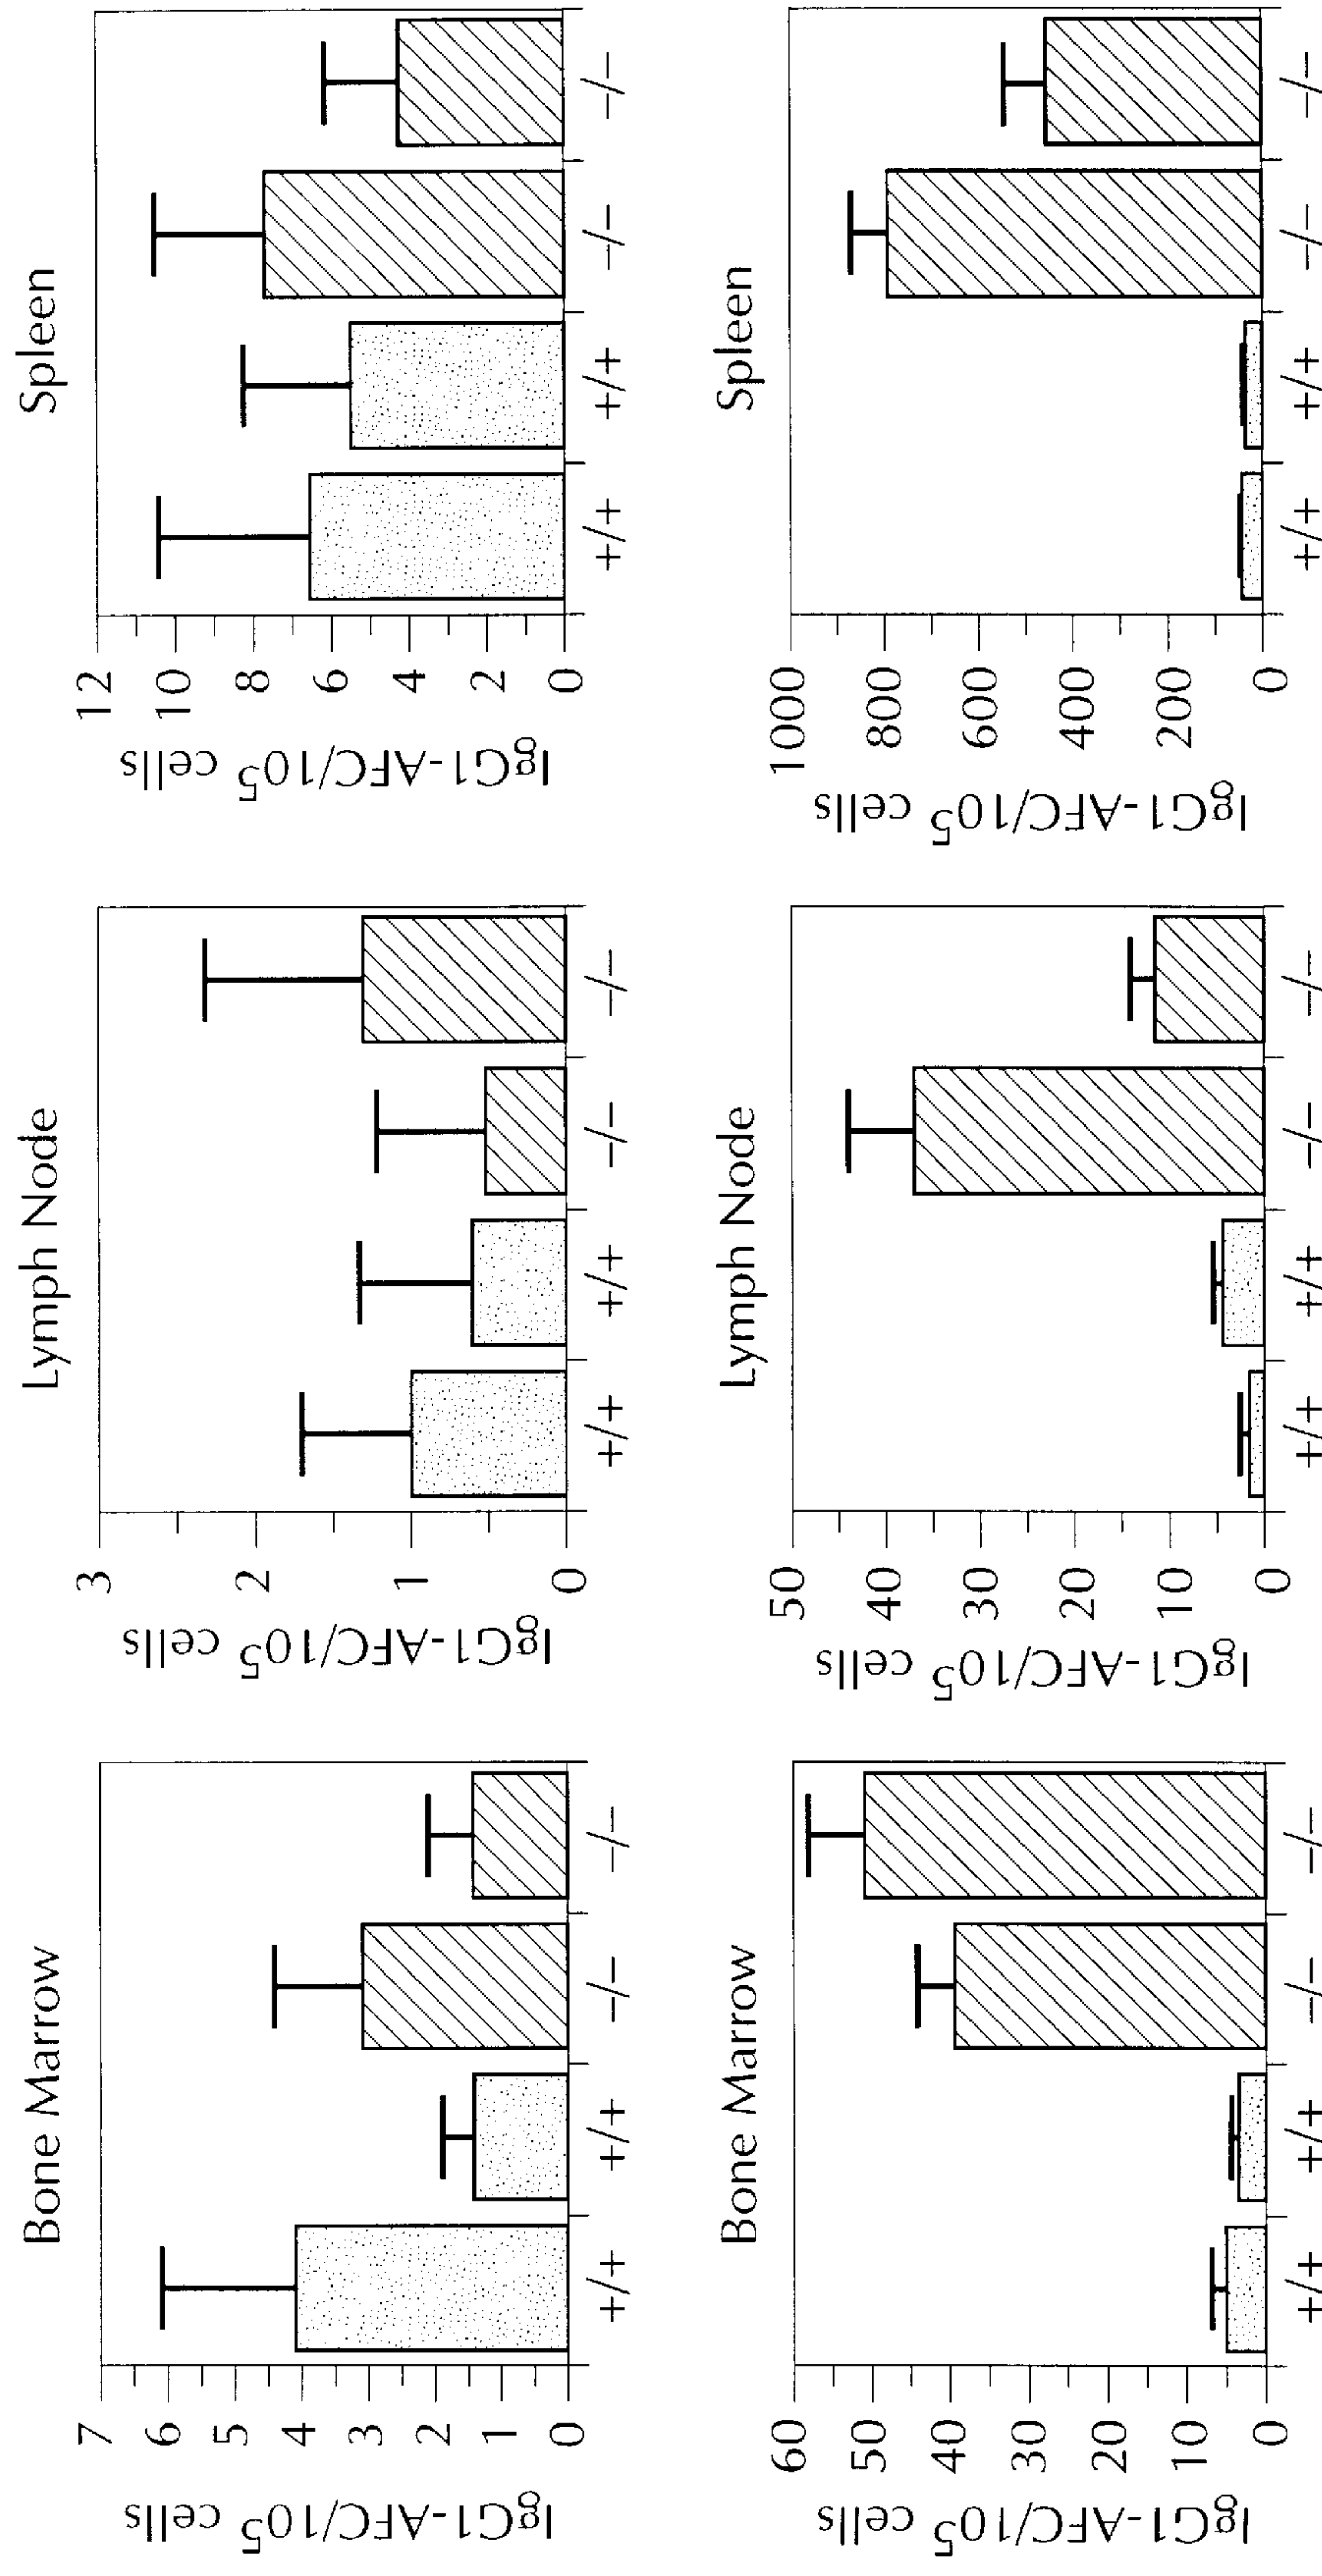 Bone Marrow
IgG1-AFC/10⁵ cells
7
6
5
4
3
2
1
0
+/+ +/+ −/− −/−
Lymph Node
IgG1-AFC/10⁵ cells
3
2
1
0
+/+ +/+ −/− −/−
Spleen
IgG1-AFC/10⁵ cells
12
10
8
6
4
2
0
+/+ +/+ −/− −/−
Bone Marrow
IgG1-AFC/10⁵ cells
60
50
40
30
20
10
0
+/+ +/+ −/− −/−
Lymph Node
IgG1-AFC/10⁵ cells
50
40
30
20
10
0
+/+ +/+ −/− −/−
Spleen
IgG1-AFC/10⁵ cells
1000
800
600
400
200
0
+/+ +/+ −/− −/−